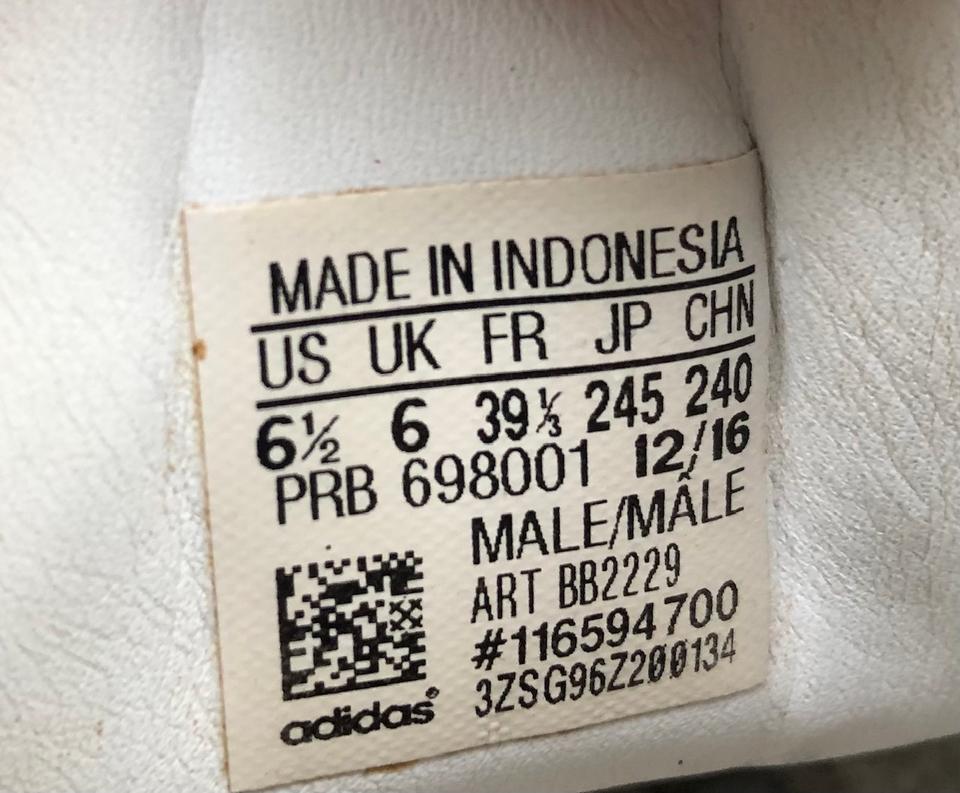 MADE IN INDONESIA
US UK FR JP CHN
6½ 6 39⅓ 245 240
PRB 698001 12/16
MALE/MÂLE
ART BB2229
#116594700
3ZSG96Z200134
adidas®